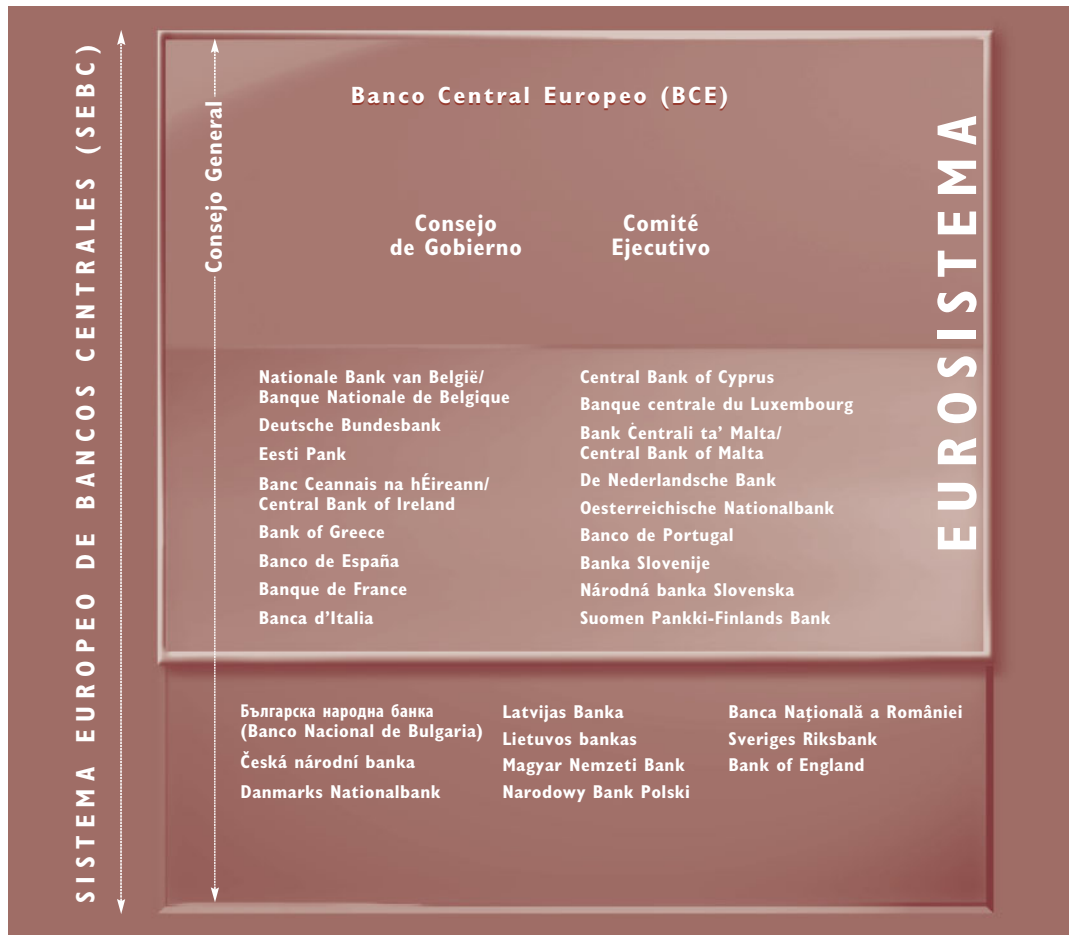 SISTEMA EUROPEO DE BANCOS CENTRALES (SEBC)
Consejo General
Banco Central Europeo (BCE)
Consejo
de Gobierno
Comité
Ejecutivo
EUROSISTEMA
Nationale Bank van België/
Banque Nationale de Belgique
Deutsche Bundesbank
Eesti Pank
Banc Ceannais na hÉireann/
Central Bank of Ireland
Bank of Greece
Banco de España
Banque de France
Banca d’Italia
Central Bank of Cyprus
Banque centrale du Luxembourg
Bank Ċentrali ta’ Malta/
Central Bank of Malta
De Nederlandsche Bank
Oesterreichische Nationalbank
Banco de Portugal
Banka Slovenije
Národná banka Slovenska
Suomen Pankki-Finlands Bank
Българска народна банка
(Banco Nacional de Bulgaria)
Česká národní banka
Danmarks Nationalbank
Latvijas Banka
Lietuvos bankas
Magyar Nemzeti Bank
Narodowy Bank Polski
Banca Națională a României
Sveriges Riksbank
Bank of England